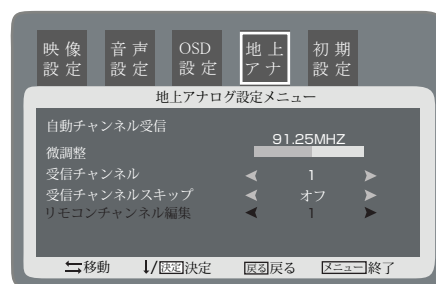 映像 設定 音声 設定 OSD 設定 地上 アナ 初期 設定
地上アナログ設定メニュー
自動チャンネル受信
91.25MHZ
微調整
受信チャンネル ◀ 1 ▶
受信チャンネルスキップ ◀ オフ ▶
リモコンチャンネル編集 ◀ 1 ▶
⇆移動 ↓/決定決定 戻る戻る メニュー終了